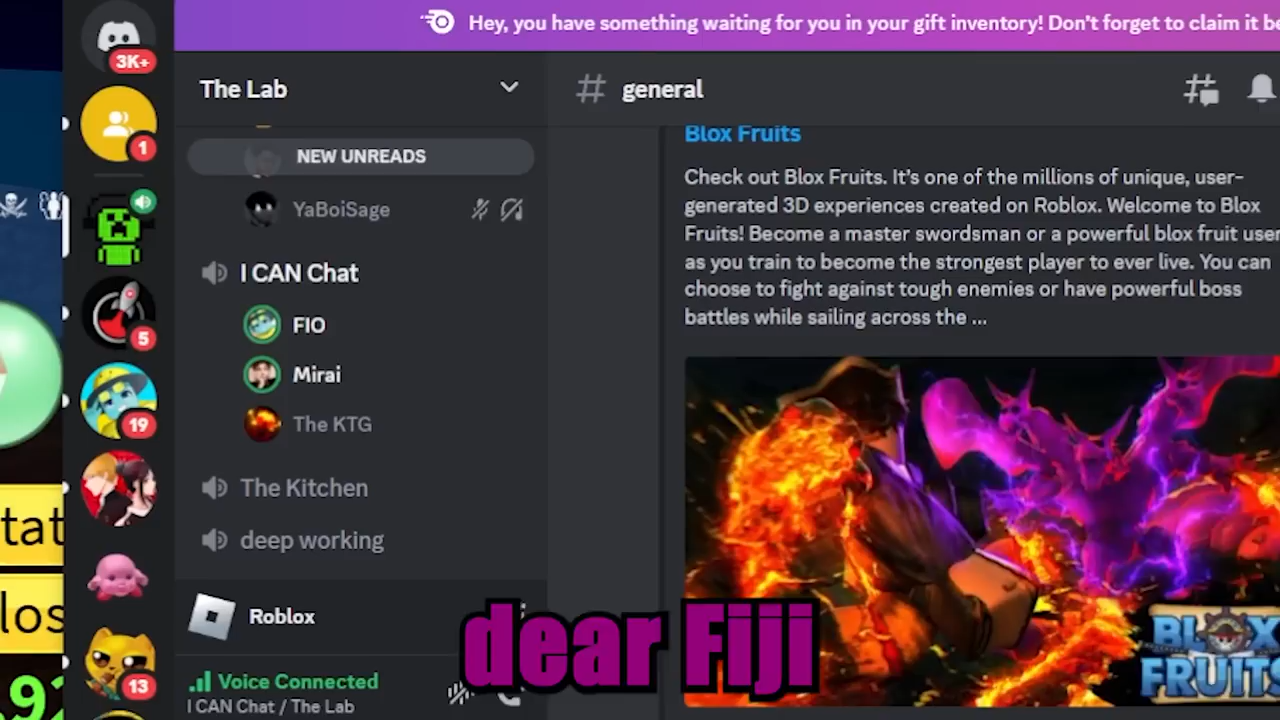 Hey, you have something waiting for you in your gift inventory! Don't forget to claim it be
3K+
The Lab
general
1
NEW UNREADS
Blox Fruits
Check out Blox Fruits. It's one of the millions of unique, user-
generated 3D experiences created on Roblox. Welcome to Blox
Fruits! Become a master swordsman or a powerful blox fruit user
as you train to become the strongest player to ever live. You can
choose to fight against tough enemies or have powerful boss
battles while sailing across the ...
YaBoiSage
I CAN Chat
FIO
5
Mirai
The KTG
19
The Kitchen
tat
deep working
los
Roblox
dear Fiji
BLOX
FRUITS
Voice Connected
13
I CAN Chat / The Lab
.92